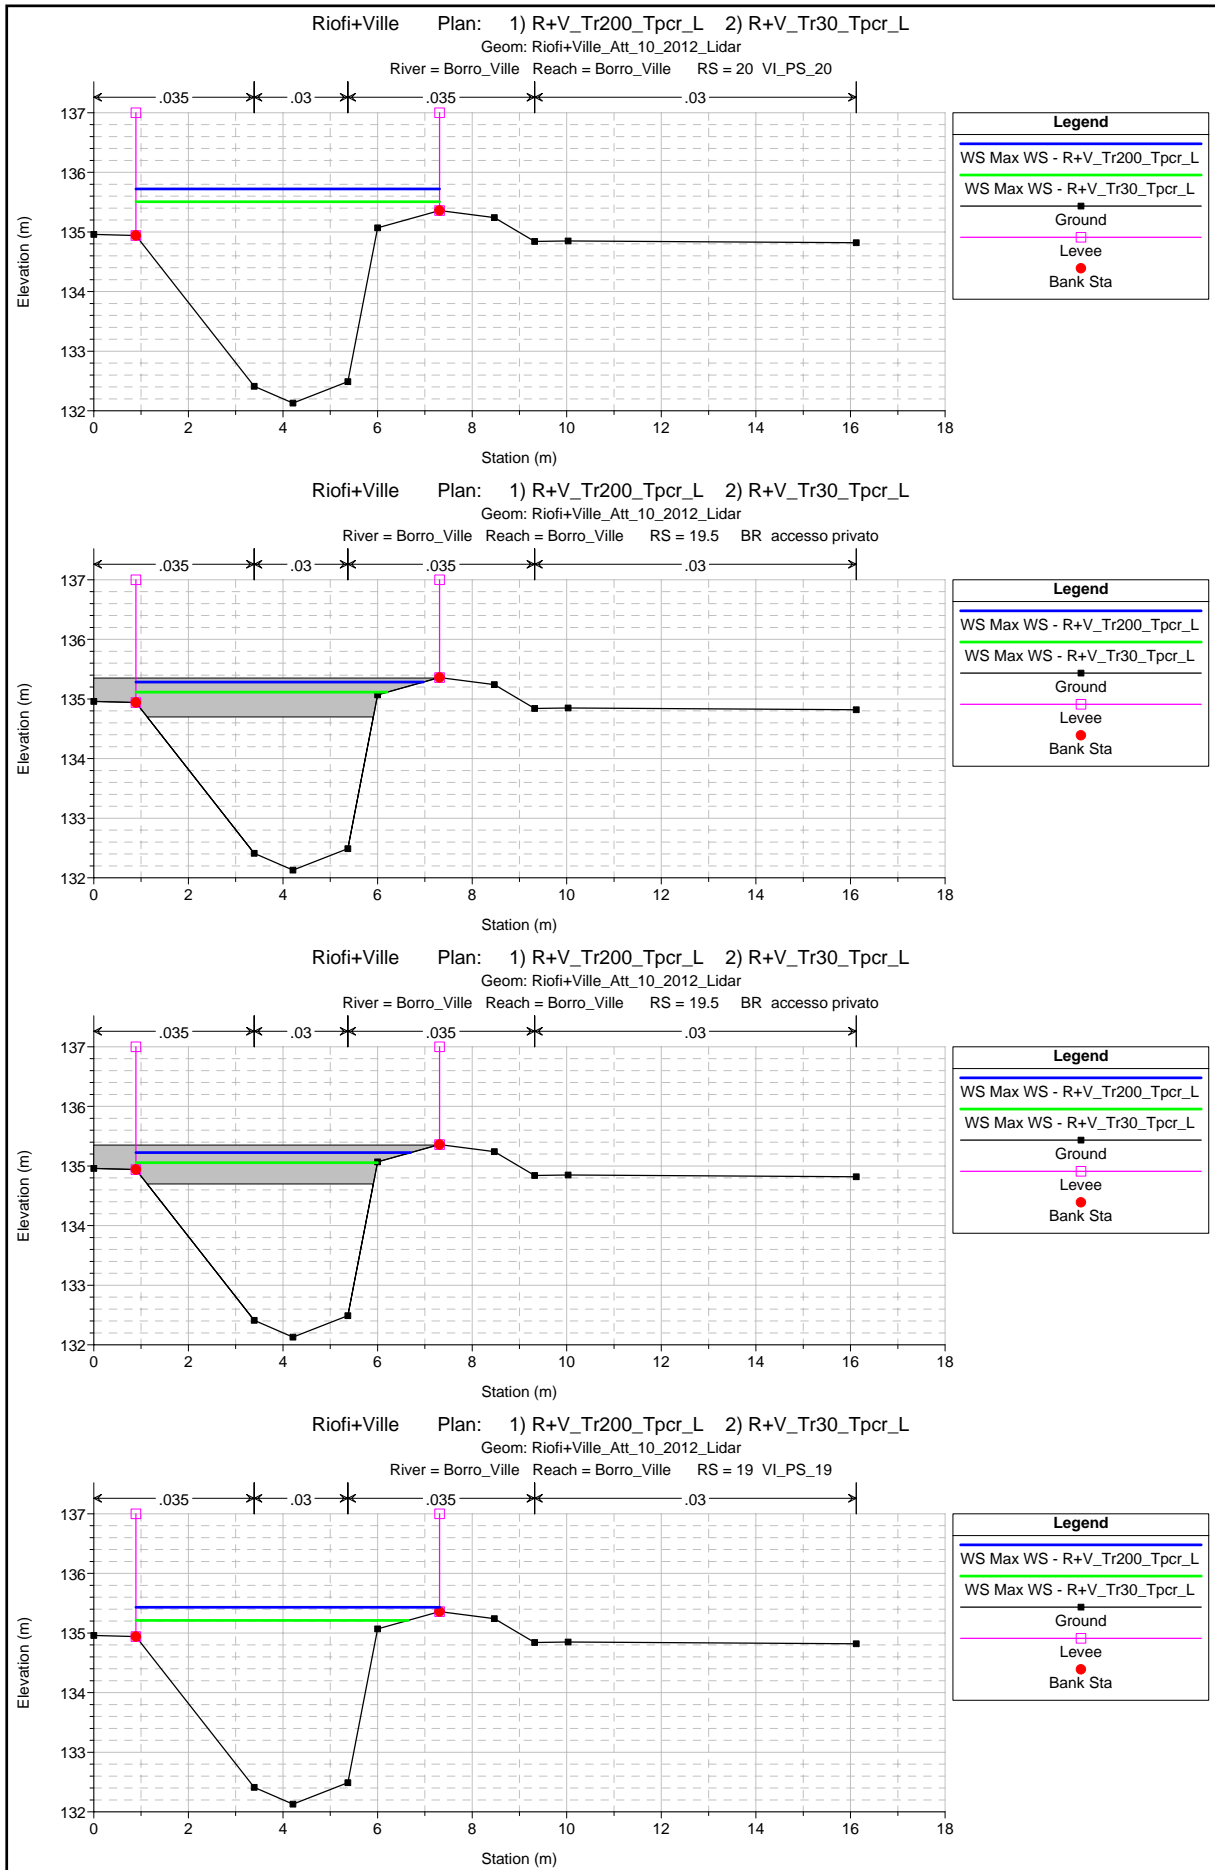 Riofi+Ville Plan: 1) R+V_Tr200_Tpcr_L 2) R+V_Tr30_Tpcr_L
Geom: Riofi+Ville_Att_10_2012_Lidar
River = Borro_Ville Reach = Borro_Ville RS = 20 VI_PS_20
.035 .03 .035 .03
137
136
135
134
133
132
Elevation (m)
0 2 4 6 8 10 12 14 16 18
Station (m)
Legend
WS Max WS - R+V_Tr200_Tpcr_L
WS Max WS - R+V_Tr30_Tpcr_L
Ground
Levee
Bank Sta
Riofi+Ville Plan: 1) R+V_Tr200_Tpcr_L 2) R+V_Tr30_Tpcr_L
Geom: Riofi+Ville_Att_10_2012_Lidar
River = Borro_Ville Reach = Borro_Ville RS = 19.5 BR accesso privato
.035 .03 .035 .03
137
136
135
134
133
132
Elevation (m)
0 2 4 6 8 10 12 14 16 18
Station (m)
Legend
WS Max WS - R+V_Tr200_Tpcr_L
WS Max WS - R+V_Tr30_Tpcr_L
Ground
Levee
Bank Sta
Riofi+Ville Plan: 1) R+V_Tr200_Tpcr_L 2) R+V_Tr30_Tpcr_L
Geom: Riofi+Ville_Att_10_2012_Lidar
River = Borro_Ville Reach = Borro_Ville RS = 19.5 BR accesso privato
.035 .03 .035 .03
137
136
135
134
133
132
Elevation (m)
0 2 4 6 8 10 12 14 16 18
Station (m)
Legend
WS Max WS - R+V_Tr200_Tpcr_L
WS Max WS - R+V_Tr30_Tpcr_L
Ground
Levee
Bank Sta
Riofi+Ville Plan: 1) R+V_Tr200_Tpcr_L 2) R+V_Tr30_Tpcr_L
Geom: Riofi+Ville_Att_10_2012_Lidar
River = Borro_Ville Reach = Borro_Ville RS = 19 VI_PS_19
.035 .03 .035 .03
137
136
135
134
133
132
Elevation (m)
0 2 4 6 8 10 12 14 16 18
Station (m)
Legend
WS Max WS - R+V_Tr200_Tpcr_L
WS Max WS - R+V_Tr30_Tpcr_L
Ground
Levee
Bank Sta